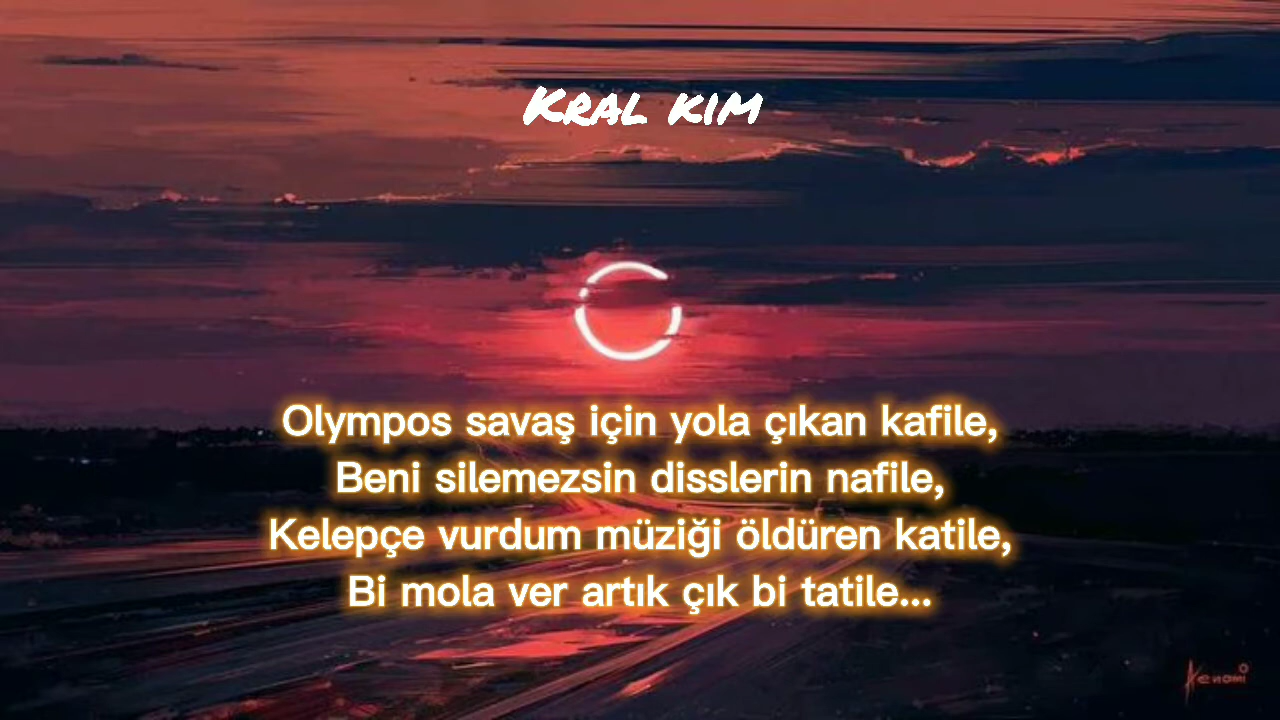 KRAL KIM
Olympos savaş için yola çıkan kafile,
Beni silemezsin disslerin nafile,
Kelepçe vurdum müziği öldüren katile,
Bi mola ver artık çık bi tatile...